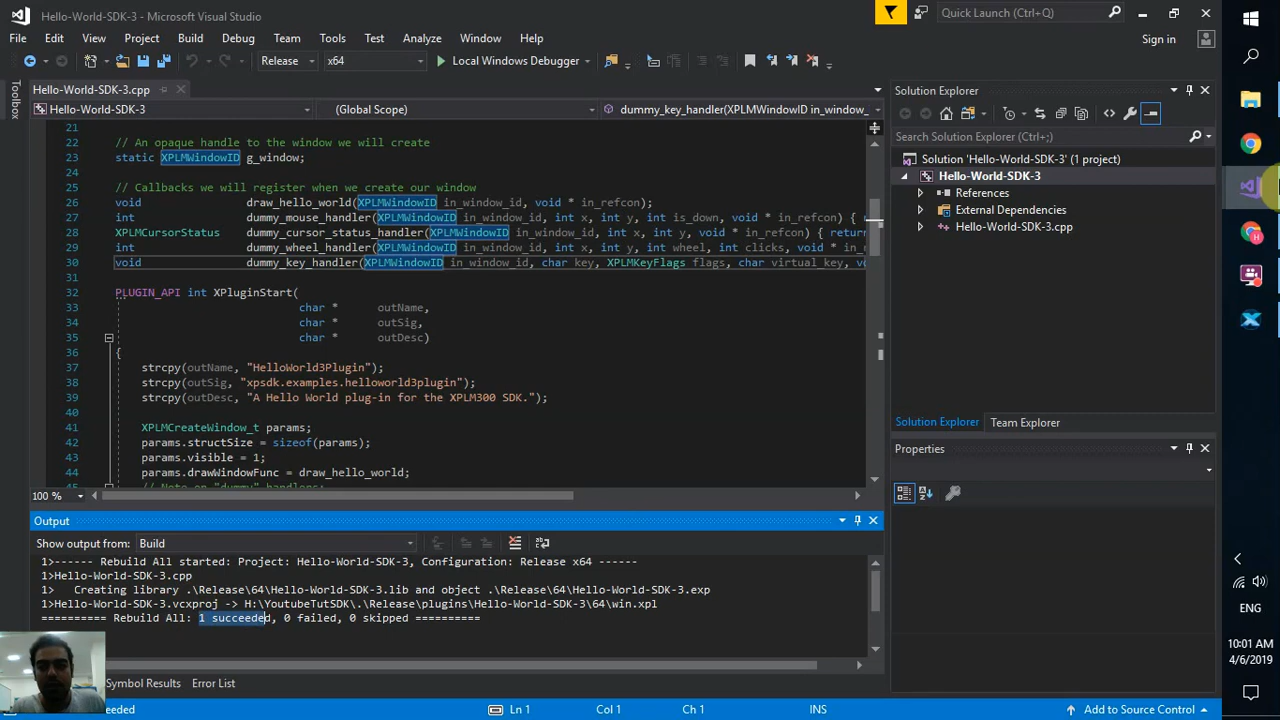 Hello-World-SDK-3 - Microsoft Visual Studio
Quick Launch (Ctrl+Q)
File Edit View Project Build Debug Team Tools Test Analyze Window Help
Sign in
Release x64 Local Windows Debugger
Toolbox
Hello-World-SDK-3.cpp
Hello-World-SDK-3 (Global Scope) dummy_key_handler(XPLMWindowID in_window_
21
22 // An opaque handle to the window we will create
23 static XPLMWindowID g_window;
24
25 // Callbacks we will register when we create our window
26 void draw_hello_world(XPLMWindowID in_window_id, void * in_refcon);
27 int dummy_mouse_handler(XPLMWindowID in_window_id, int x, int y, int is_down, void * in_refcon) {
28 XPLMCursorStatus dummy_cursor_status_handler(XPLMWindowID in_window_id, int x, int y, void * in_refcon) { return
29 int dummy_wheel_handler(XPLMWindowID in_window_id, int x, int y, int wheel, int clicks, void * in_r
30 void dummy_key_handler(XPLMWindowID in_window_id, char key, XPLMKeyFlags flags, char virtual_key, vo
31
32 PLUGIN_API int XPluginStart(
33 char * outName,
34 char * outSig,
35 char * outDesc)
36 {
37 strcpy(outName, "HelloWorld3Plugin");
38 strcpy(outSig, "xpsdk.examples.helloworld3plugin");
39 strcpy(outDesc, "A Hello World plug-in for the XPLM300 SDK.");
40
41 XPLMCreateWindow_t params;
42 params.structSize = sizeof(params);
43 params.visible = 1;
44 params.drawWindowFunc = draw_hello_world;
// Note on "dummy" handlers:
100 %
Solution Explorer
Search Solution Explorer (Ctrl+;)
Solution 'Hello-World-SDK-3' (1 project)
Hello-World-SDK-3
References
External Dependencies
Hello-World-SDK-3.cpp
Solution Explorer Team Explorer
Properties
Output
Show output from: Build
1>------ Rebuild All started: Project: Hello-World-SDK-3, Configuration: Release x64 ------
1>Hello-World-SDK-3.cpp
1> Creating library .\Release\64\Hello-World-SDK-3.lib and object .\Release\64\Hello-World-SDK-3.exp
1>Hello-World-SDK-3.vcxproj -> H:\YoutubeTutSDK\.\Release\plugins\Hello-World-SDK-3\64\win.xpl
========== Rebuild All: 1 succeeded, 0 failed, 0 skipped ==========
Symbol Results Error List
Ln 1 Col 1 Ch 1 INS Add to Source Control
ENG
10:01 AM
4/6/2019